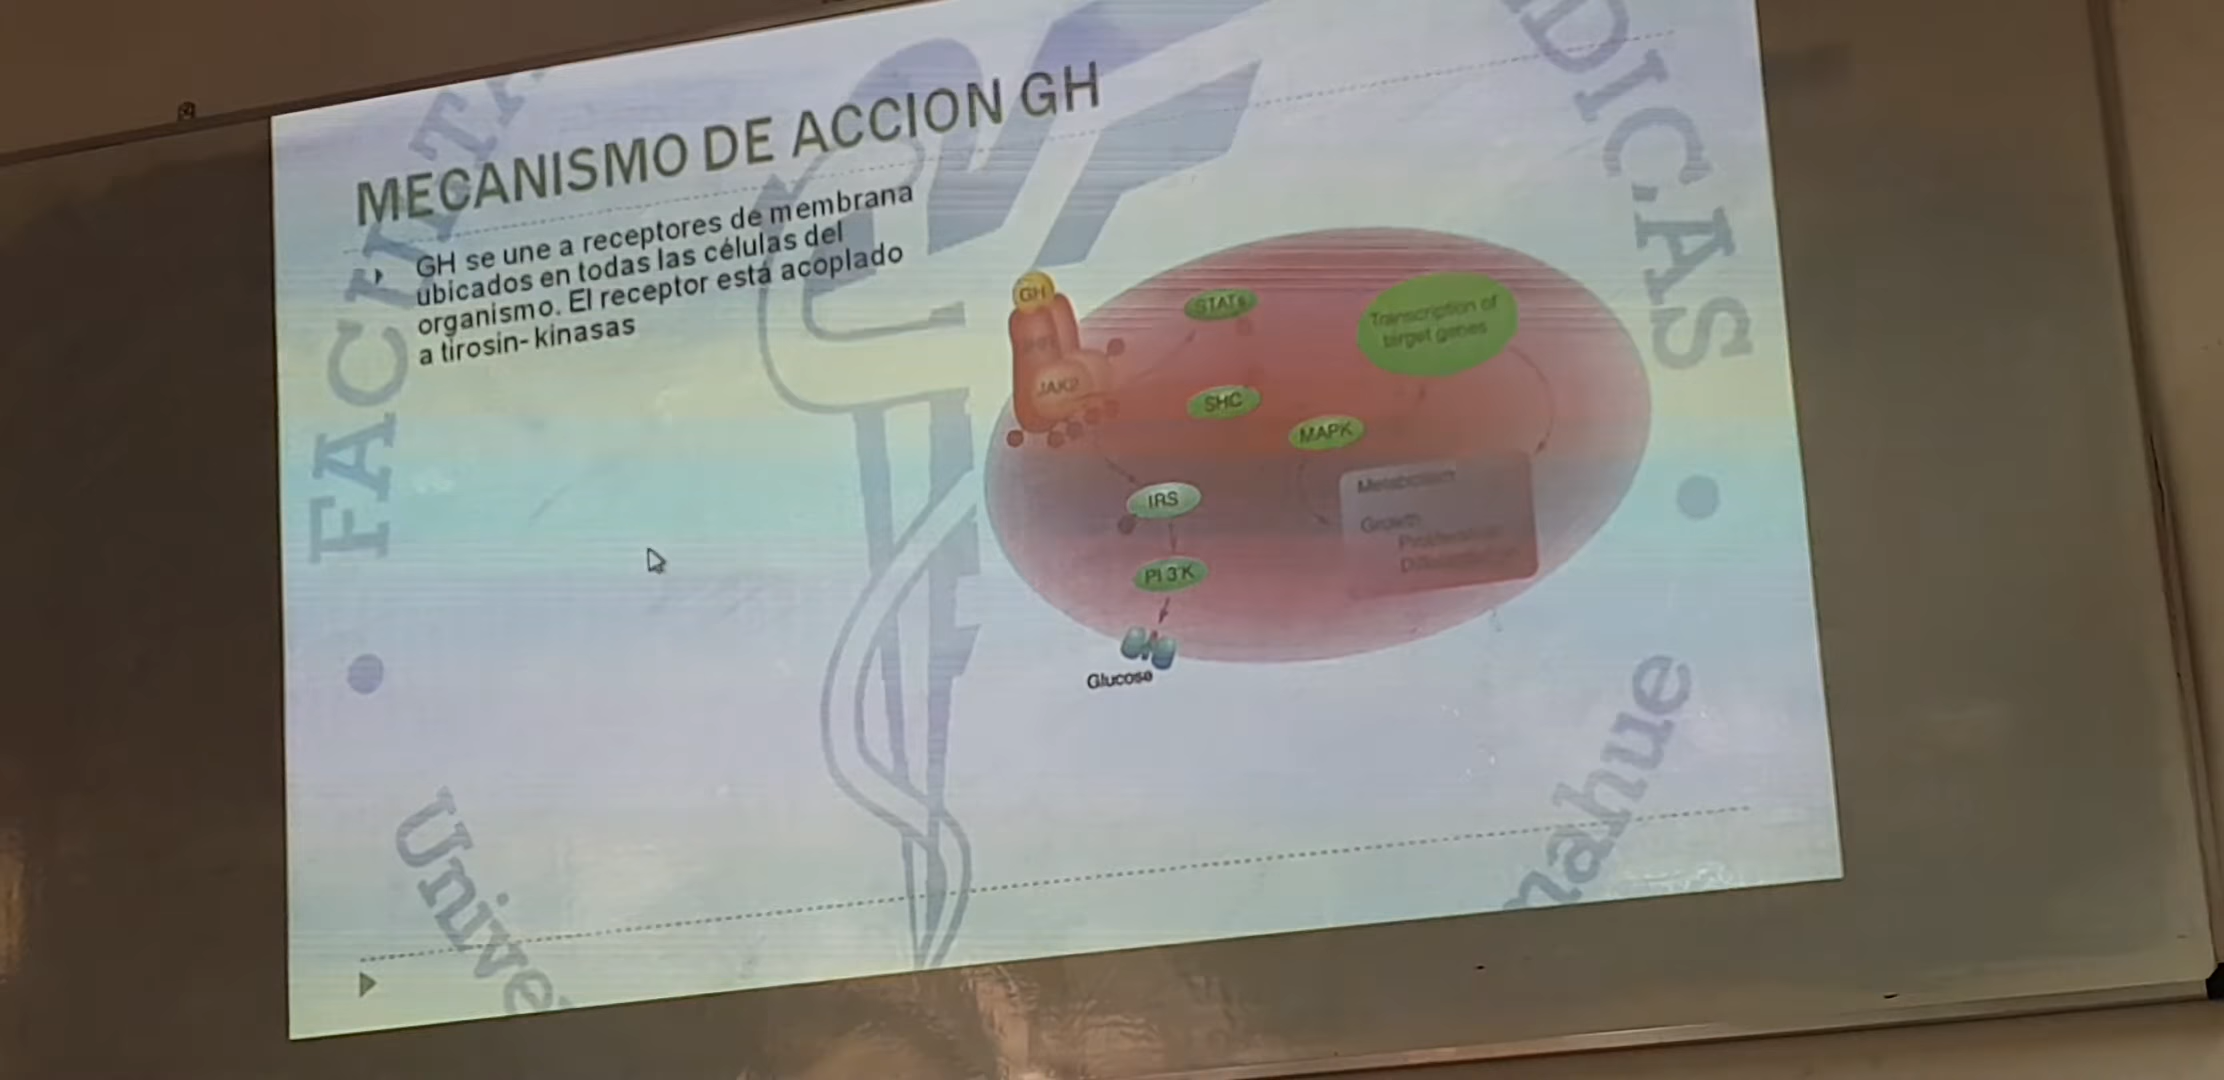 MECANISMO DE ACCION GH
GH se une a receptores de membrana
ubicados en todas las células del
organismo. El receptor está acoplado
a tirosin- kinasas
GH
JAK2
STATs
Transcription of
target genes
SHC
MAPK
IRS
PI 3'K
Glucose
Metabolism
Growth
FACULTA
DICAS
Unive
mahue